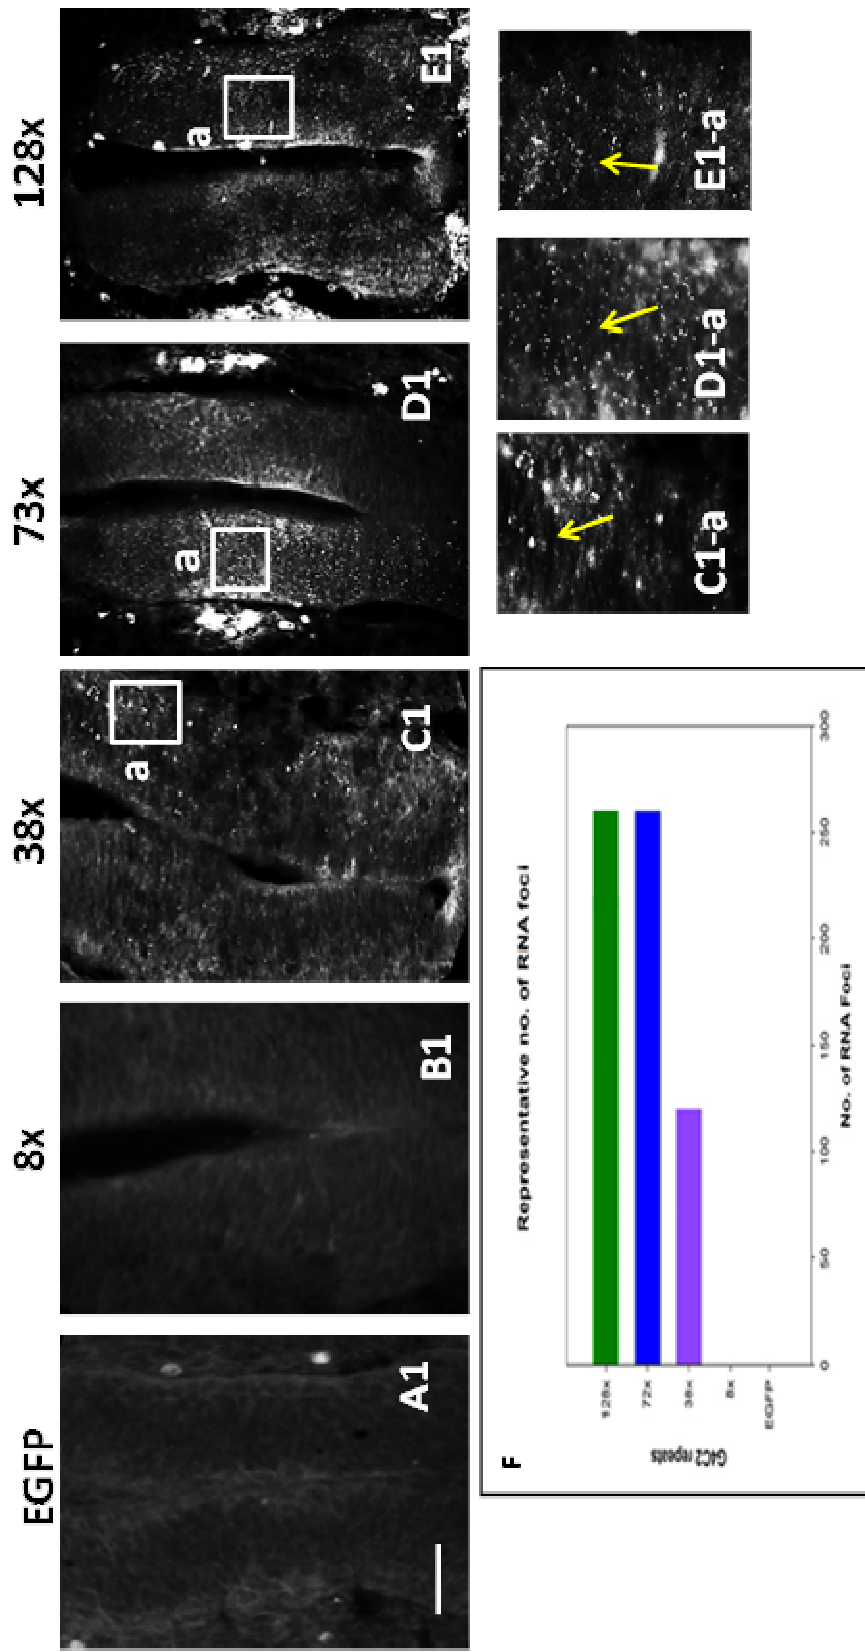 EGFP 8x 38x 73x 128x
a a a
A1 B1 C1 D1 E1
C1-a D1-a E1-a
F
Representative no. of RNA foci
G4C2 repeats
128x
72x
38x
8x
EGFP
0 50 100 150 200 250 300
No. of RNA Foci